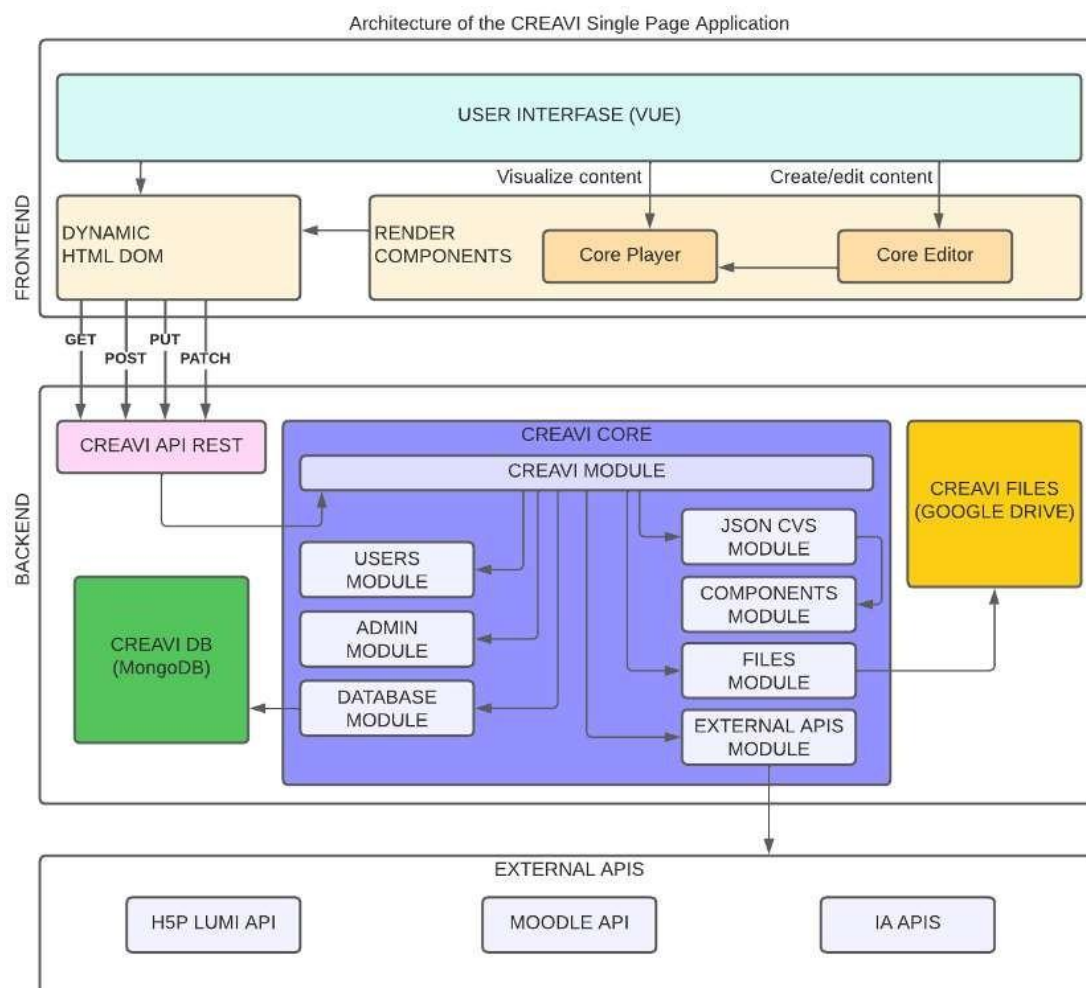 Architecture of the CREAVI Single Page Application
FRONTEND
USER INTERFASE (VUE)
Visualize content
Create/edit content
DYNAMIC
HTML DOM
RENDER
COMPONENTS
Core Player
Core Editor
GET
POST
PUT
PATCH
BACKEND
CREAVI API REST
CREAVI CORE
CREAVI MODULE
USERS
MODULE
ADMIN
MODULE
DATABASE
MODULE
JSON CVS
MODULE
COMPONENTS
MODULE
FILES
MODULE
EXTERNAL APIS
MODULE
CREAVI FILES
(GOOGLE DRIVE)
CREAVI DB
(MongoDB)
EXTERNAL APIS
H5P LUMI API
MOODLE API
IA APIS